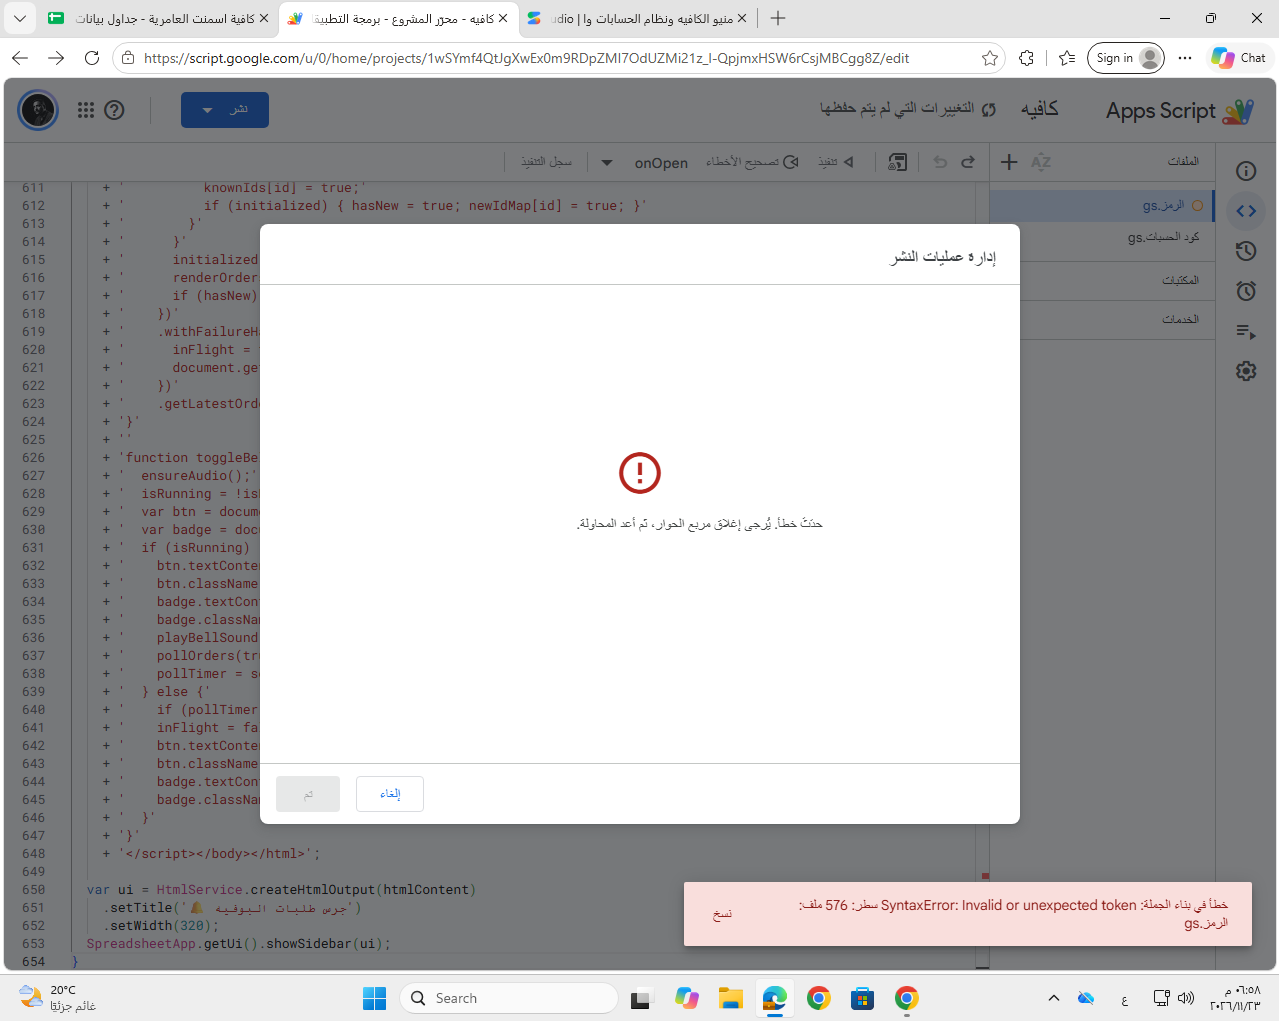 كافية اسمنت العامرية - جداول بيانات
كافيه - محرّر المشروع - برمجة التطبيقا
منيو الكافيه ونظام الحسابات وا | udio
https://script.google.com/u/0/home/projects/1wSYmf4QtJgXwEx0m9RDpZMI7OdUZMi21z_l-QpjmxHSW6rCsjMBCgg8Z/edit
Sign in
Chat
Apps Script
كافيه
التغييرات التي لم يتم حفظها
نشر
الملفات
AZ
تنفيذ
تصحيح الأخطاء
onOpen
سجل التنفيذ
الرمز.gs
كود الحسبات.gs
المكتبات
الخدمات
611 + ' knownIds[id] = true;'
612 + ' if (initialized) { hasNew = true; newIdMap[id] = true; }'
613 + ' }'
614 + ' }'
615 + ' initialized
616 + ' renderOrder
617 + ' if (hasNew)
618 + ' })'
619 + ' .withFailureHa
620 + ' inFlight =
621 + ' document.ge
622 + ' })'
623 + ' .getLatestOrd
624 + '}'
625 + ''
626 + 'function toggleBe
627 + ' ensureAudio();'
628 + ' isRunning = !is
629 + ' var btn = docum
630 + ' var badge = doc
631 + ' if (isRunning)
632 + ' btn.textConte
633 + ' btn.className
634 + ' badge.textCon
635 + ' badge.classNa
636 + ' playBellSound
637 + ' pollOrders(tr
638 + ' pollTimer = s
639 + ' } else {'
640 + ' if (pollTimer
641 + ' inFlight = fa
642 + ' btn.textConte
643 + ' btn.className
644 + ' badge.textCon
645 + ' badge.classNa
646 + ' }'
647 + '}'
648 + '</script></body></html>';
649
650 var ui = HtmlService.createHtmlOutput(htmlContent)
651 .setTitle('🔔 جرس طلبات البوفية')
652 .setWidth(320);
653 SpreadsheetApp.getUi().showSidebar(ui);
654 }
إدارة عمليات النشر
حدَثَ خطأ. يُرجى إغلاق مربع الحوار، ثم أعد المحاولة.
إلغاء
تم
خطأ في بناء الجملة: SyntaxError: Invalid or unexpected token سطر: 576 ملف:
الرمز.gs
نسخ
20°C
غائم جزئيًا
Search
ع
٠٦:٥٨ م
٢٠٢٦/١١/٢٣